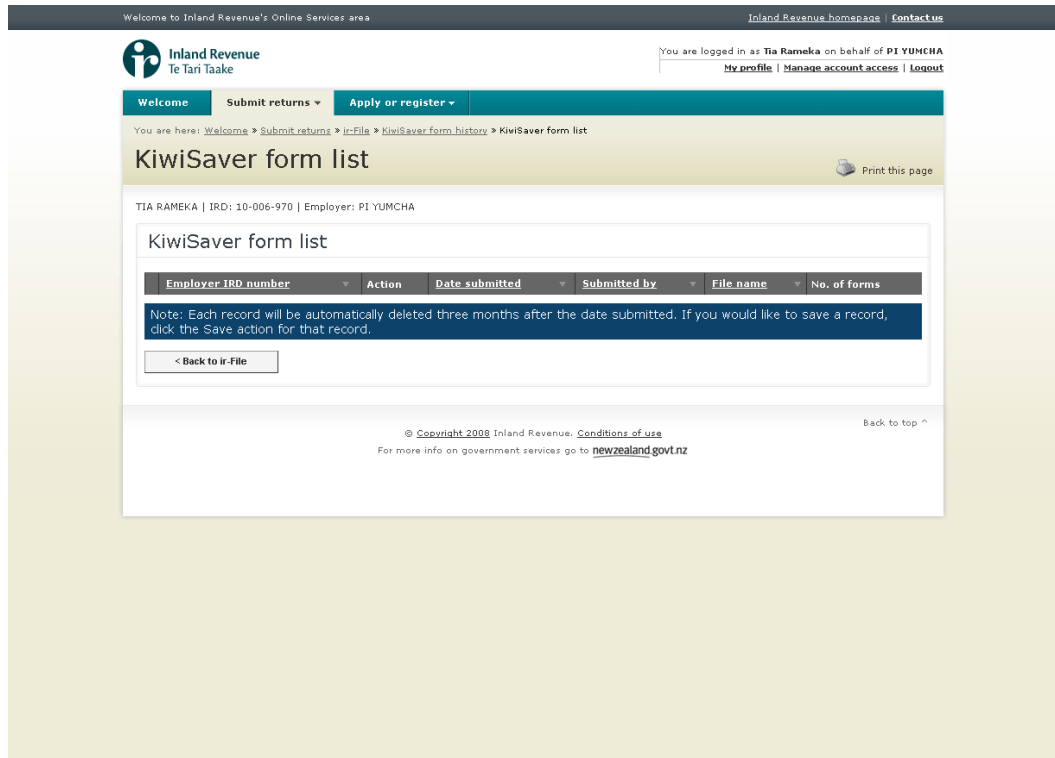 Welcome to Inland Revenue's Online Services area
Inland Revenue homepage | Contact us
Inland Revenue
Te Tari Taake
You are logged in as Tia Rameka on behalf of PI YUMCHA
My profile | Manage account access | Logout
Welcome Submit returns Apply or register
You are here: Welcome » Submit returns » ir-File » KiwiSaver form history » KiwiSaver form list
KiwiSaver form list
Print this page
TIA RAMEKA | IRD: 10-006-970 | Employer: PI YUMCHA
KiwiSaver form list
Employer IRD number Action Date submitted Submitted by File name No. of forms
Note: Each record will be automatically deleted three months after the date submitted. If you would like to save a record,
click the Save action for that record.
< Back to ir-File
Back to top ^
© Copyright 2008 Inland Revenue. Conditions of use
For more info on government services go to newzealand.govt.nz